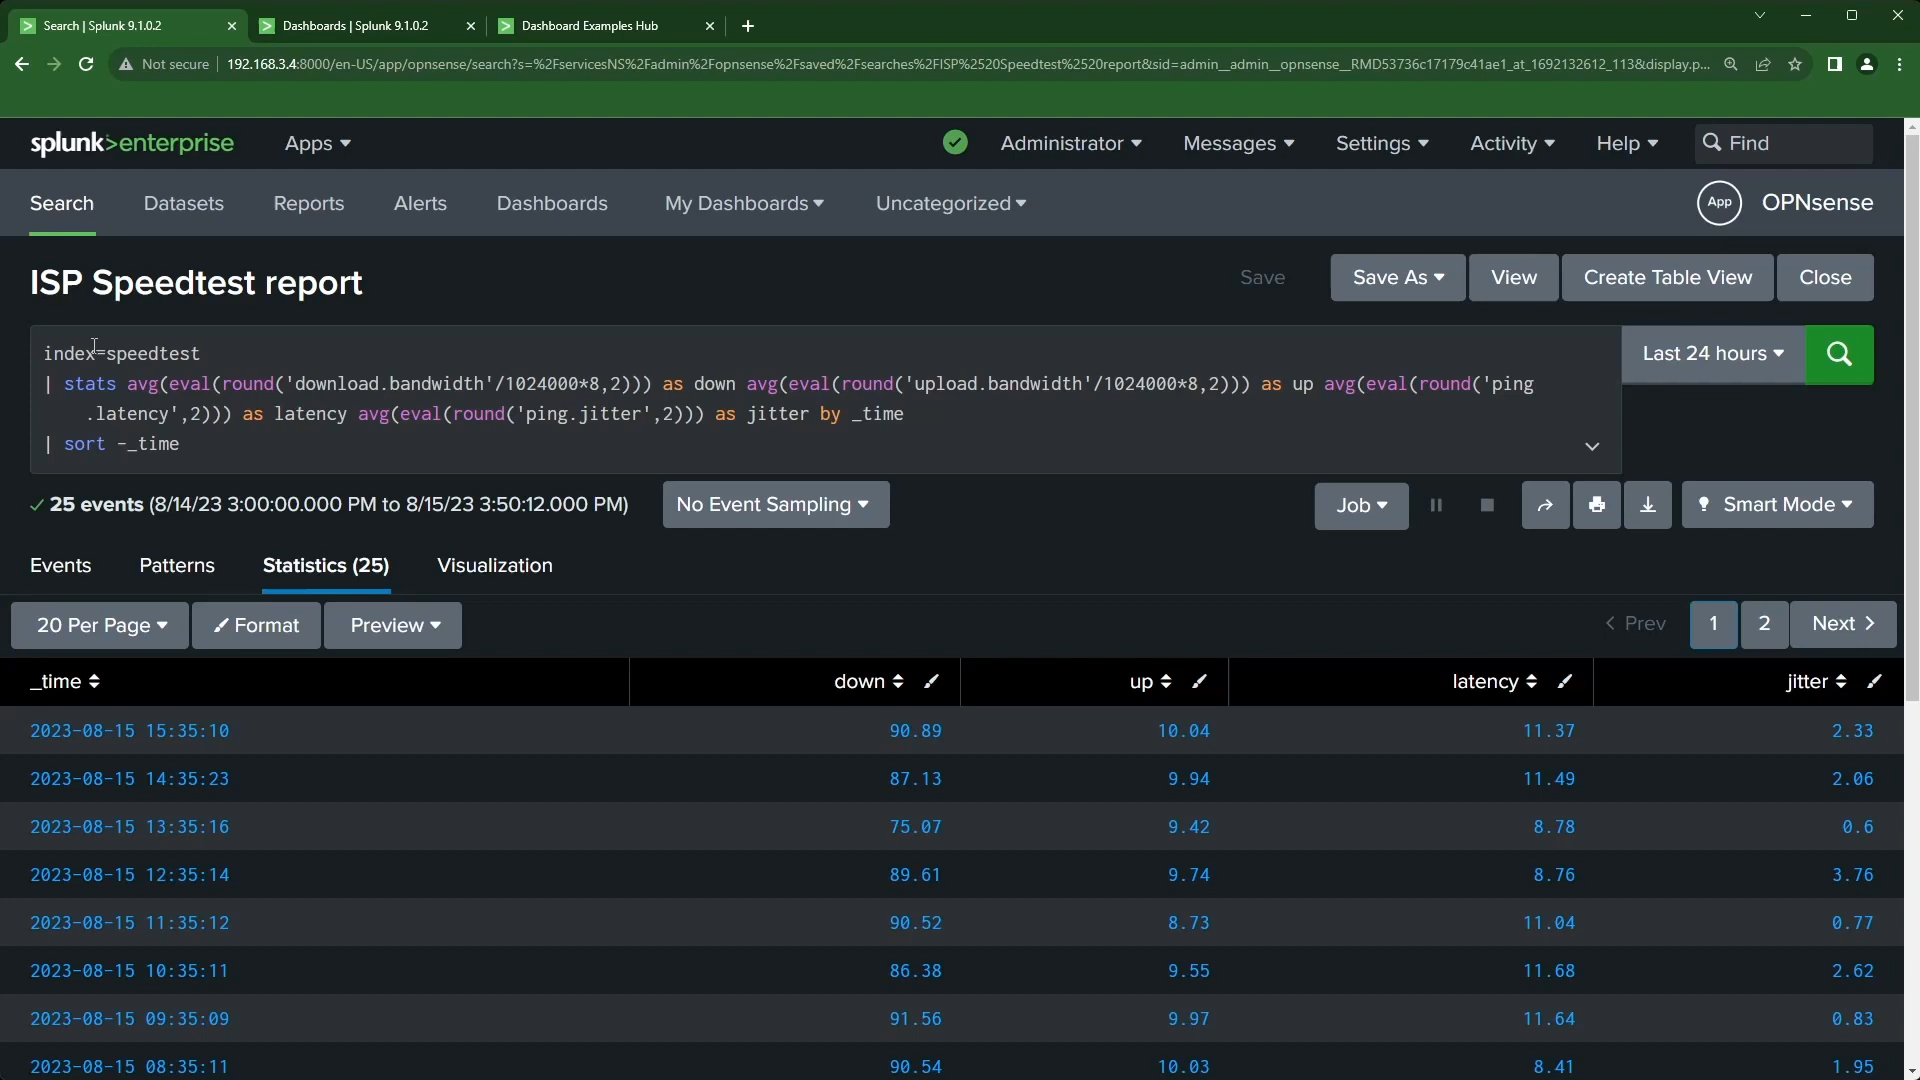 Search | Splunk 9.1.0.2
Dashboards | Splunk 9.1.0.2
Dashboard Examples Hub
Not secure
192.168.3.4:8000/en-US/app/opnsense/search?s=%2FservicesNS%2Fadmin%2Fopnsense%2Fsaved%2Fsearches%2FISP%2520Speedtest%2520report&sid=admin__admin__opnsense__RMD53736c17179c41ae1_at_1692132612_113&display.p...
splunk>enterprise Apps Administrator Messages Settings Activity Help Find
Search Datasets Reports Alerts Dashboards My Dashboards Uncategorized App OPNsense
ISP Speedtest report Save Save As View Create Table View Close
index=speedtest Last 24 hours
| stats avg(eval(round('download.bandwidth'/1024000*8,2))) as down avg(eval(round('upload.bandwidth'/1024000*8,2))) as up avg(eval(round('ping
.latency',2))) as latency avg(eval(round('ping.jitter',2))) as jitter by _time
| sort -_time
25 events (8/14/23 3:00:00.000 PM to 8/15/23 3:50:12.000 PM) No Event Sampling Job Smart Mode
Events Patterns Statistics (25) Visualization
20 Per Page Format Preview < Prev 1 2 Next >
_time down up latency jitter
2023-08-15 15:35:10 90.89 10.04 11.37 2.33
2023-08-15 14:35:23 87.13 9.94 11.49 2.06
2023-08-15 13:35:16 75.07 9.42 8.78 0.6
2023-08-15 12:35:14 89.61 9.74 8.76 3.76
2023-08-15 11:35:12 90.52 8.73 11.04 0.77
2023-08-15 10:35:11 86.38 9.55 11.68 2.62
2023-08-15 09:35:09 91.56 9.97 11.64 0.83
2023-08-15 08:35:11 90.54 10.03 8.41 1.95